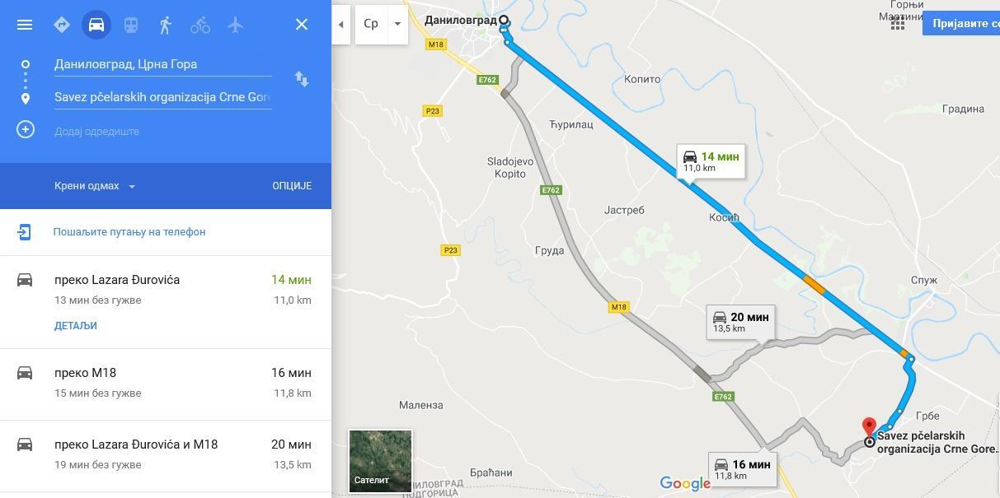 Даниловград, Црна Гора
Savez pčelarskih organizacija Crne Gore
Додај одредиште
Крени одмах
ОПЦИЈЕ
Пошаљите путању на телефон
преко Lazara Đurovića
14 мин
13 мин без гужве
11,0 km
ДЕТАЉИ
преко M18
16 мин
15 мин без гужве
11,8 km
преко Lazara Đurovića и M18
20 мин
19 мин без гужве
13,5 km
Ср
Даниловград
Горњи
Мартини
Пријавите се
M18
E762
Копито
P23
Градина
Ћурилац
14 мин
11,0 km
Sladojevo
Kopito
E762
Јастреб
Косић
P23
Груда
Спуж
M18
20 мин
13,5 km
E762
Маленза
Грбе
Savez pčelarskih
organizacija Crne Gore...
16 мин
11,8 km
Браћани
Сателит
ДАНИЛОВГРАД
ПОДГОРИЦА
Google